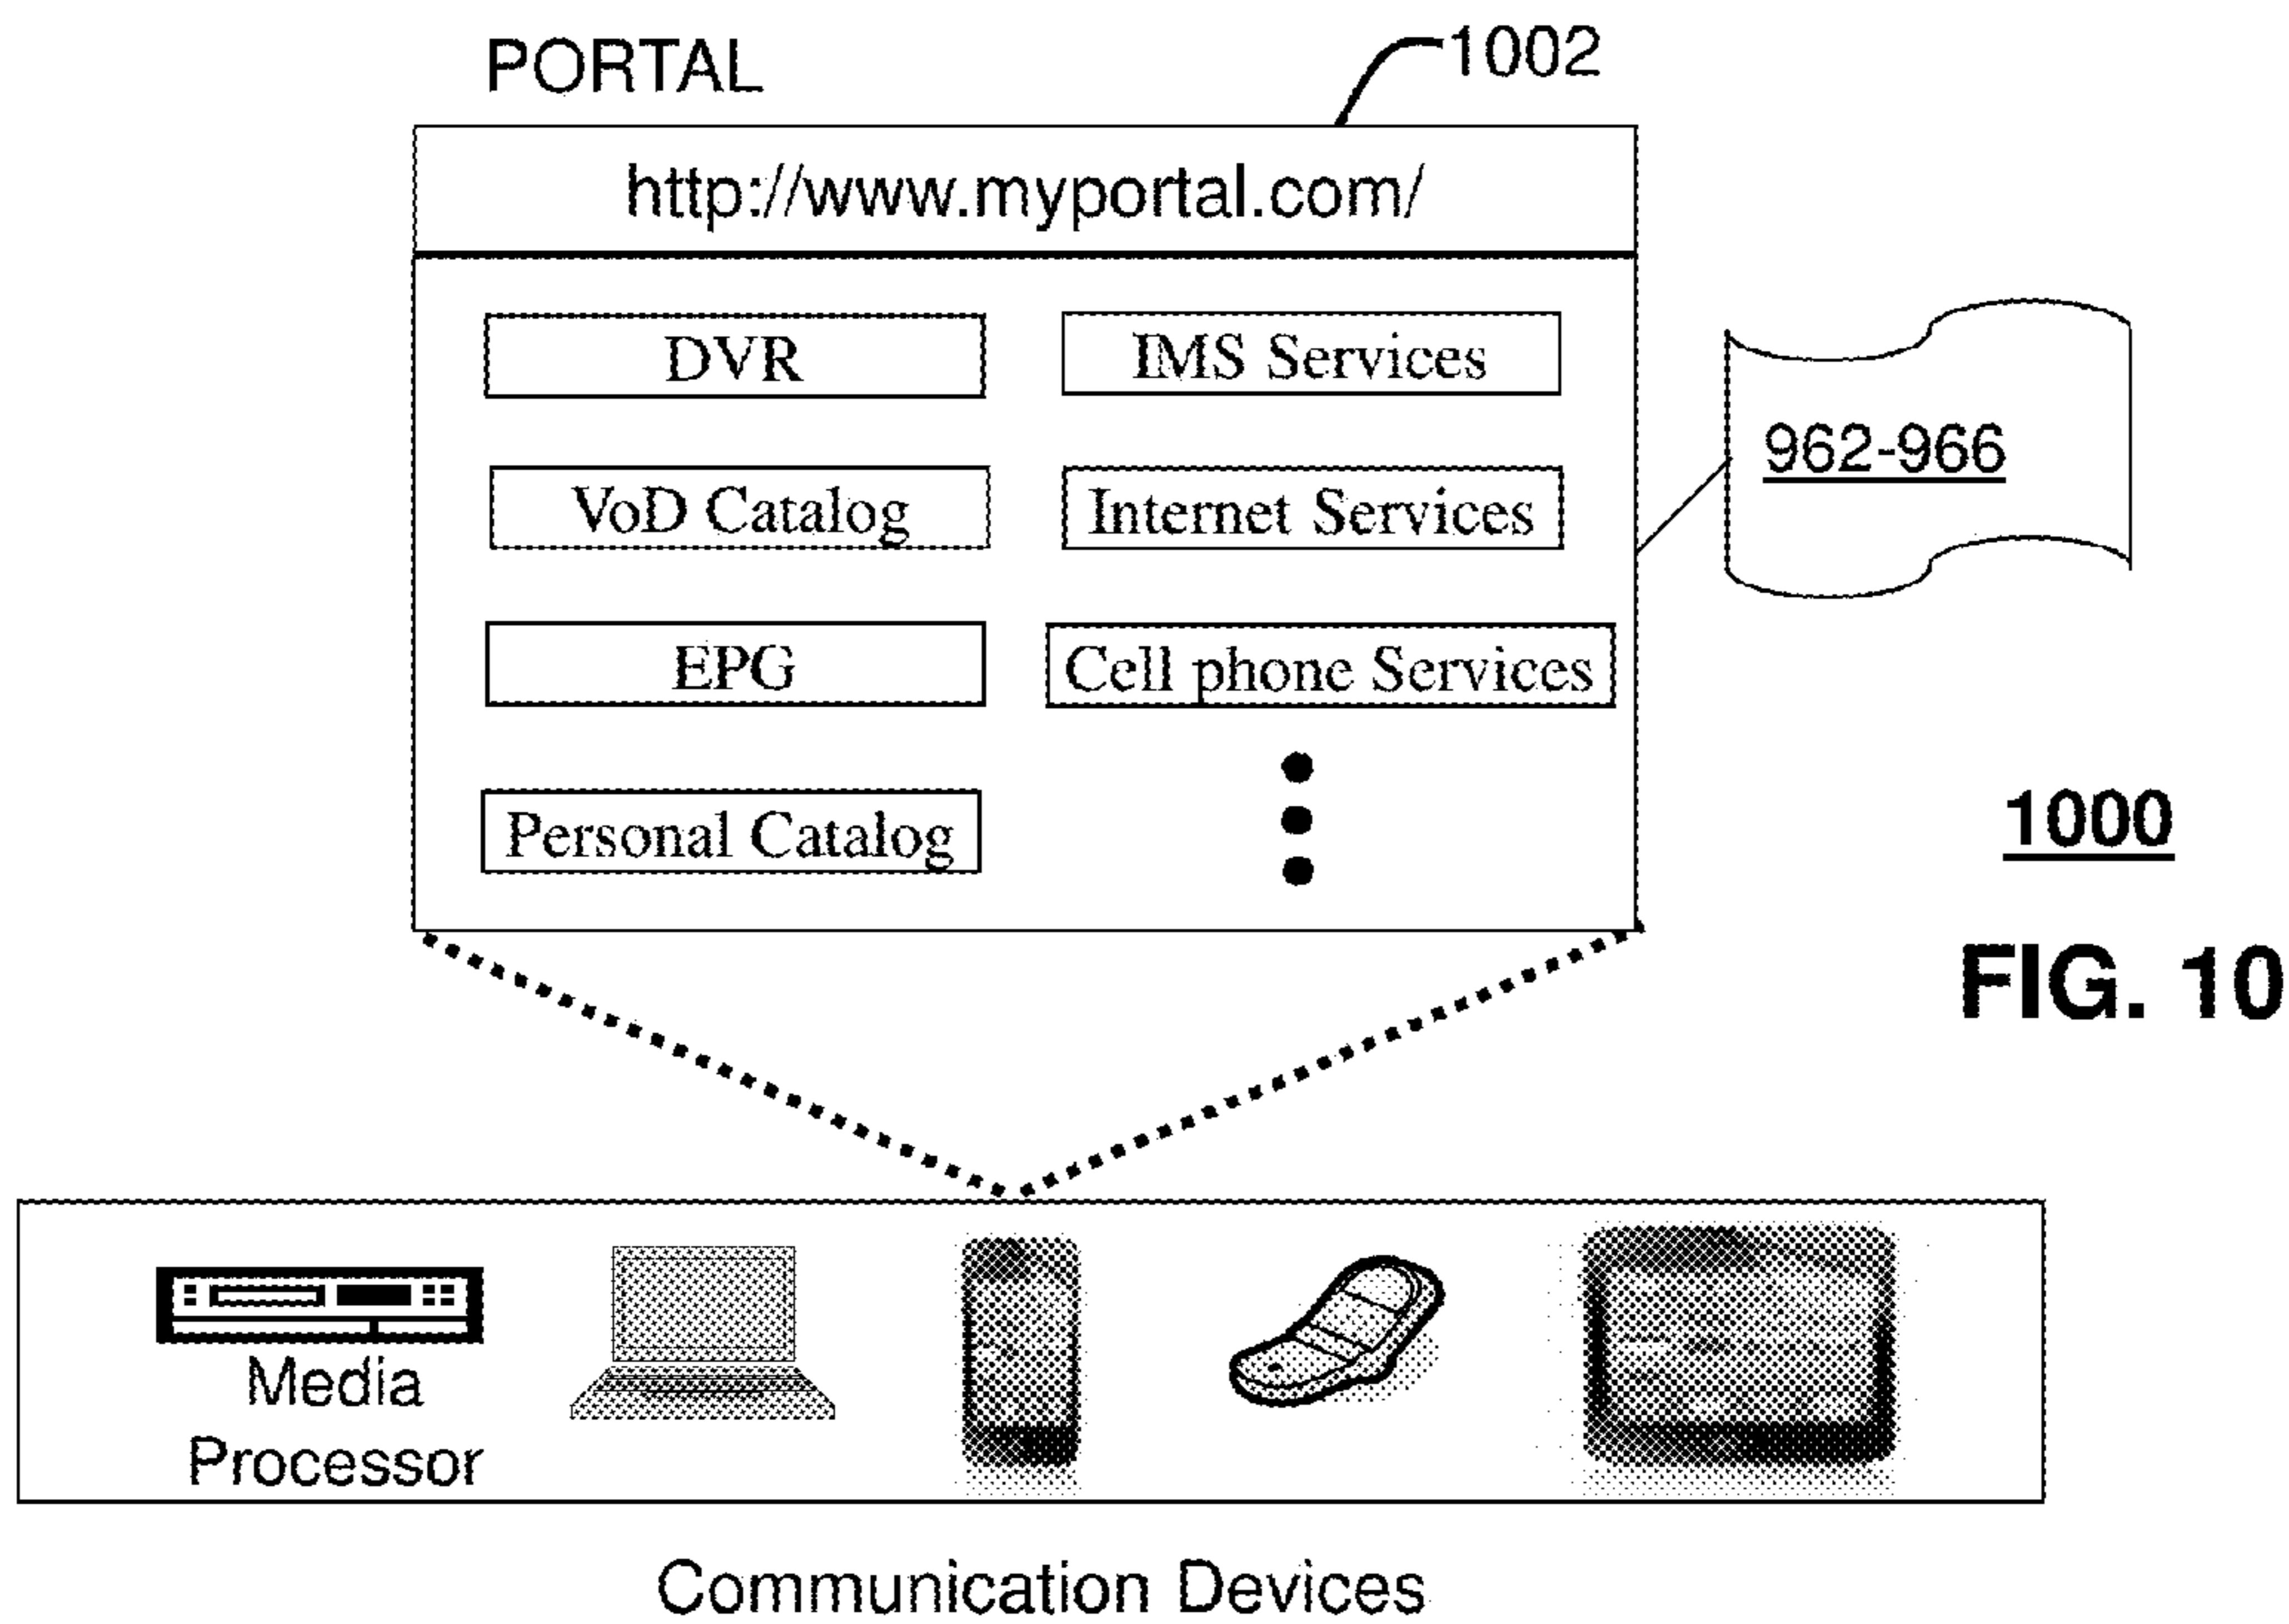 PORTAL
1002
http://www.myportal.com/
DVR
IMS Services
VoD Catalog
Internet Services
962-966
EPG
Cell phone Services
Personal Catalog
1000
FIG. 10
Media
Processor
Communication Devices